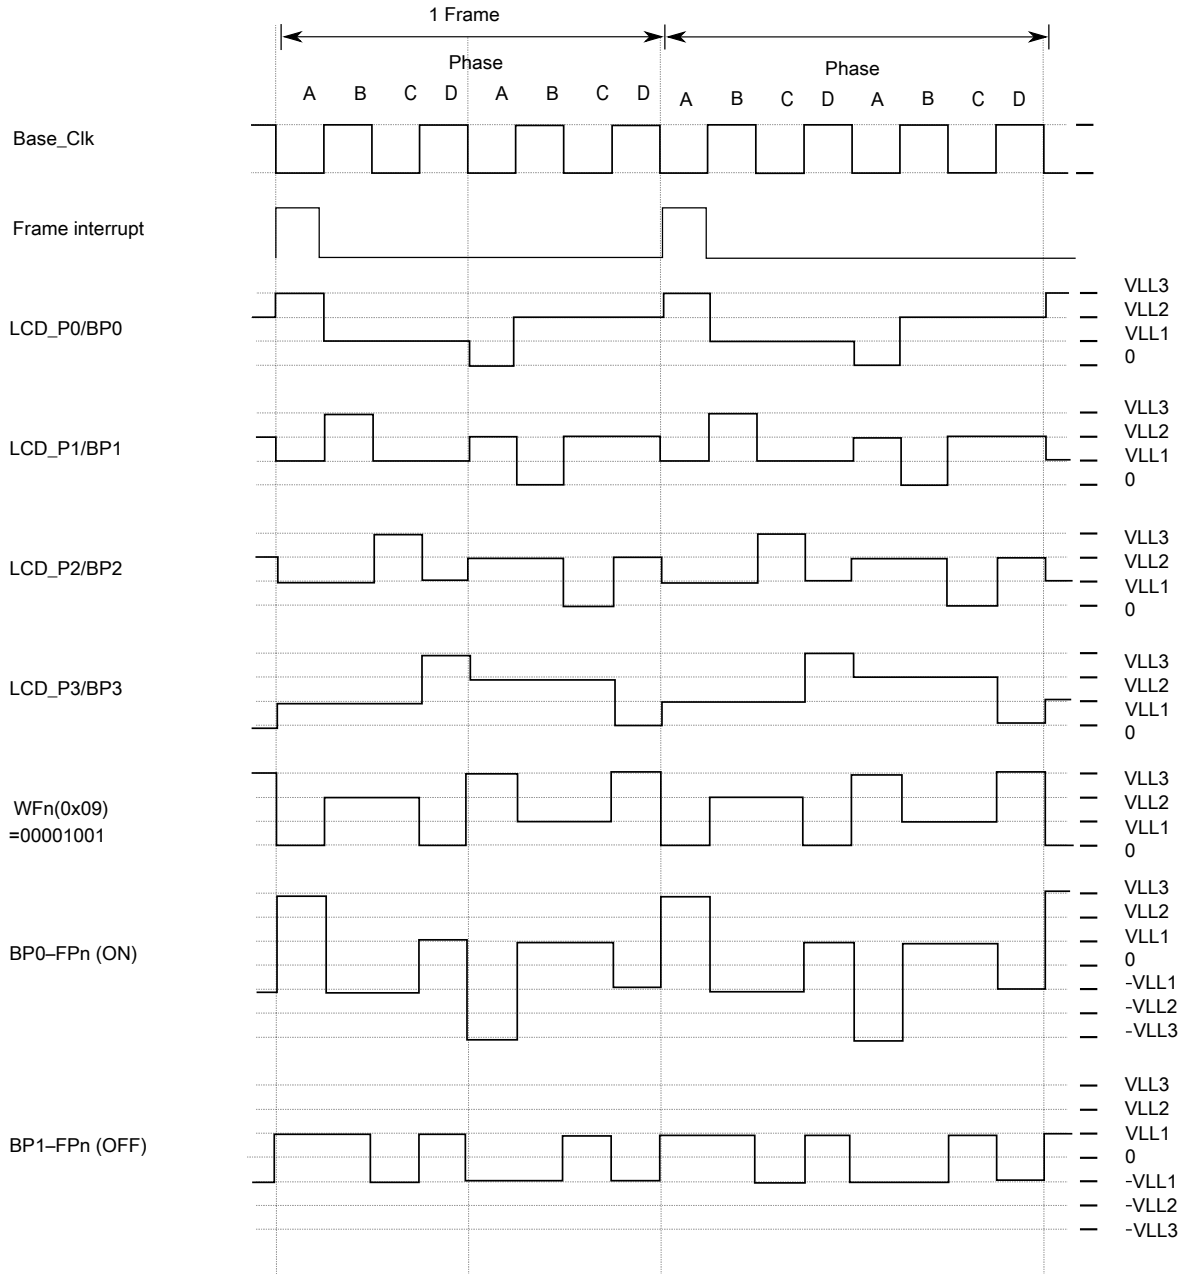 1 Frame
Phase
Phase
A B C D A B C D A B C D A B C D
Base_Clk
Frame interrupt
VLL3
VLL2
LCD_P0/BP0
VLL1
0
VLL3
VLL2
LCD_P1/BP1
VLL1
0
VLL3
VLL2
LCD_P2/BP2
VLL1
0
VLL3
LCD_P3/BP3
VLL2
VLL1
0
VLL3
WFn(0x09)
VLL2
=00001001
VLL1
0
VLL3
VLL2
VLL1
BP0–FPn (ON)
0
-VLL1
-VLL2
-VLL3
VLL3
VLL2
VLL1
BP1–FPn (OFF)
0
-VLL1
-VLL2
-VLL3